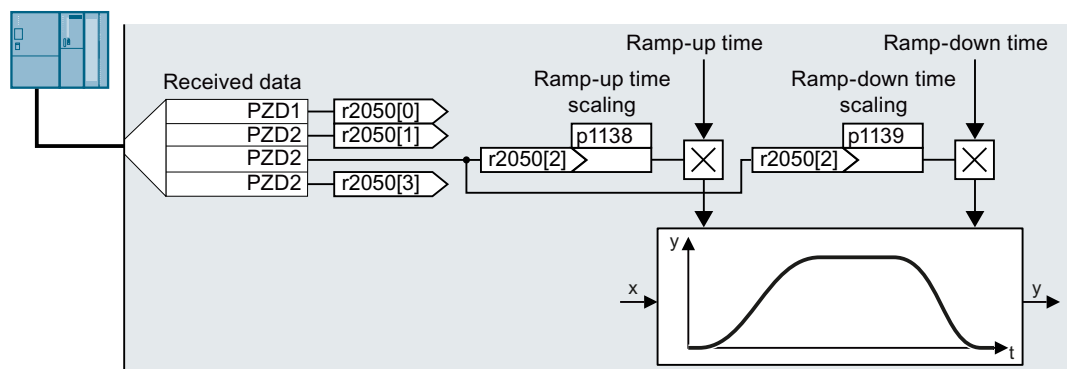 Ramp-up time
Ramp-down time
Received data
Ramp-up time
scaling
Ramp-down time
scaling
PZD1
r2050[0]
PZD2
r2050[1]
p1138
p1139
PZD2
r2050[2]
r2050[2]
PZD2
r2050[3]
y
x
y
t